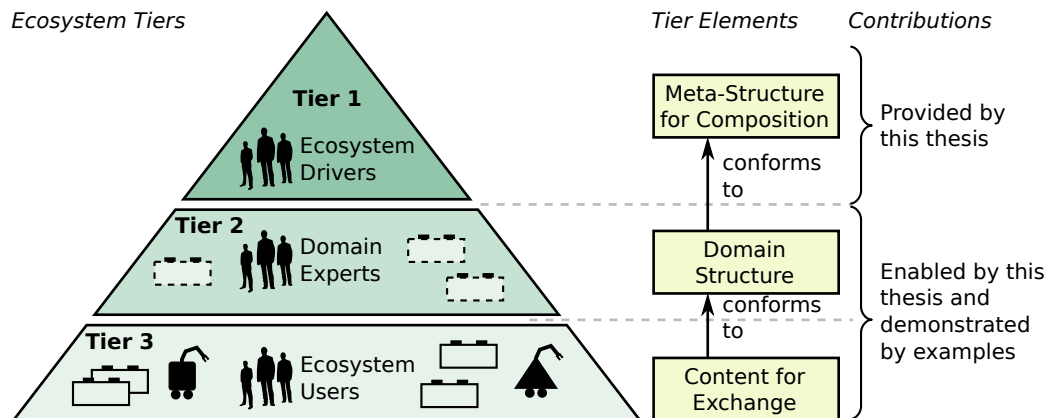 Ecosystem Tiers
Tier Elements
Contributions
Tier 1
Ecosystem
Drivers
Meta-Structure
for Composition
Provided by
this thesis
conforms
to
Tier 2
Domain
Experts
Domain
Structure
Enabled by this
thesis and
demonstrated
by examples
conforms
to
Tier 3
Ecosystem
Users
Content for
Exchange